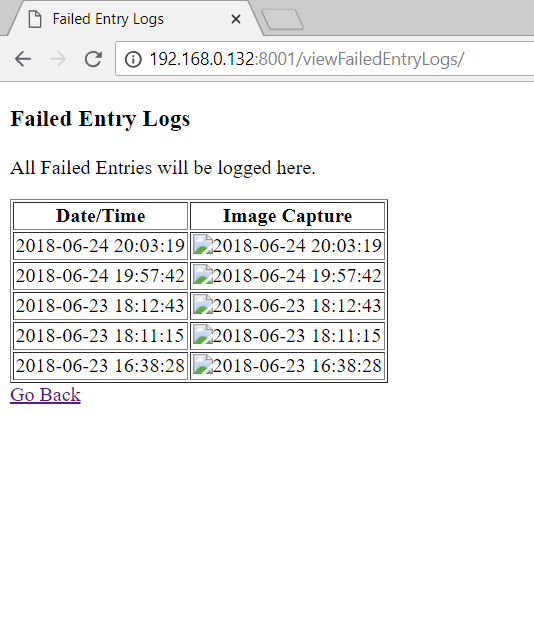 Failed Entry Logs
192.168.0.132:8001/viewFailedEntryLogs/
Failed Entry Logs
All Failed Entries will be logged here.
Date/Time Image Capture
2018-06-24 20:03:19 2018-06-24 20:03:19
2018-06-24 19:57:42 2018-06-24 19:57:42
2018-06-23 18:12:43 2018-06-23 18:12:43
2018-06-23 18:11:15 2018-06-23 18:11:15
2018-06-23 16:38:28 2018-06-23 16:38:28
Go Back